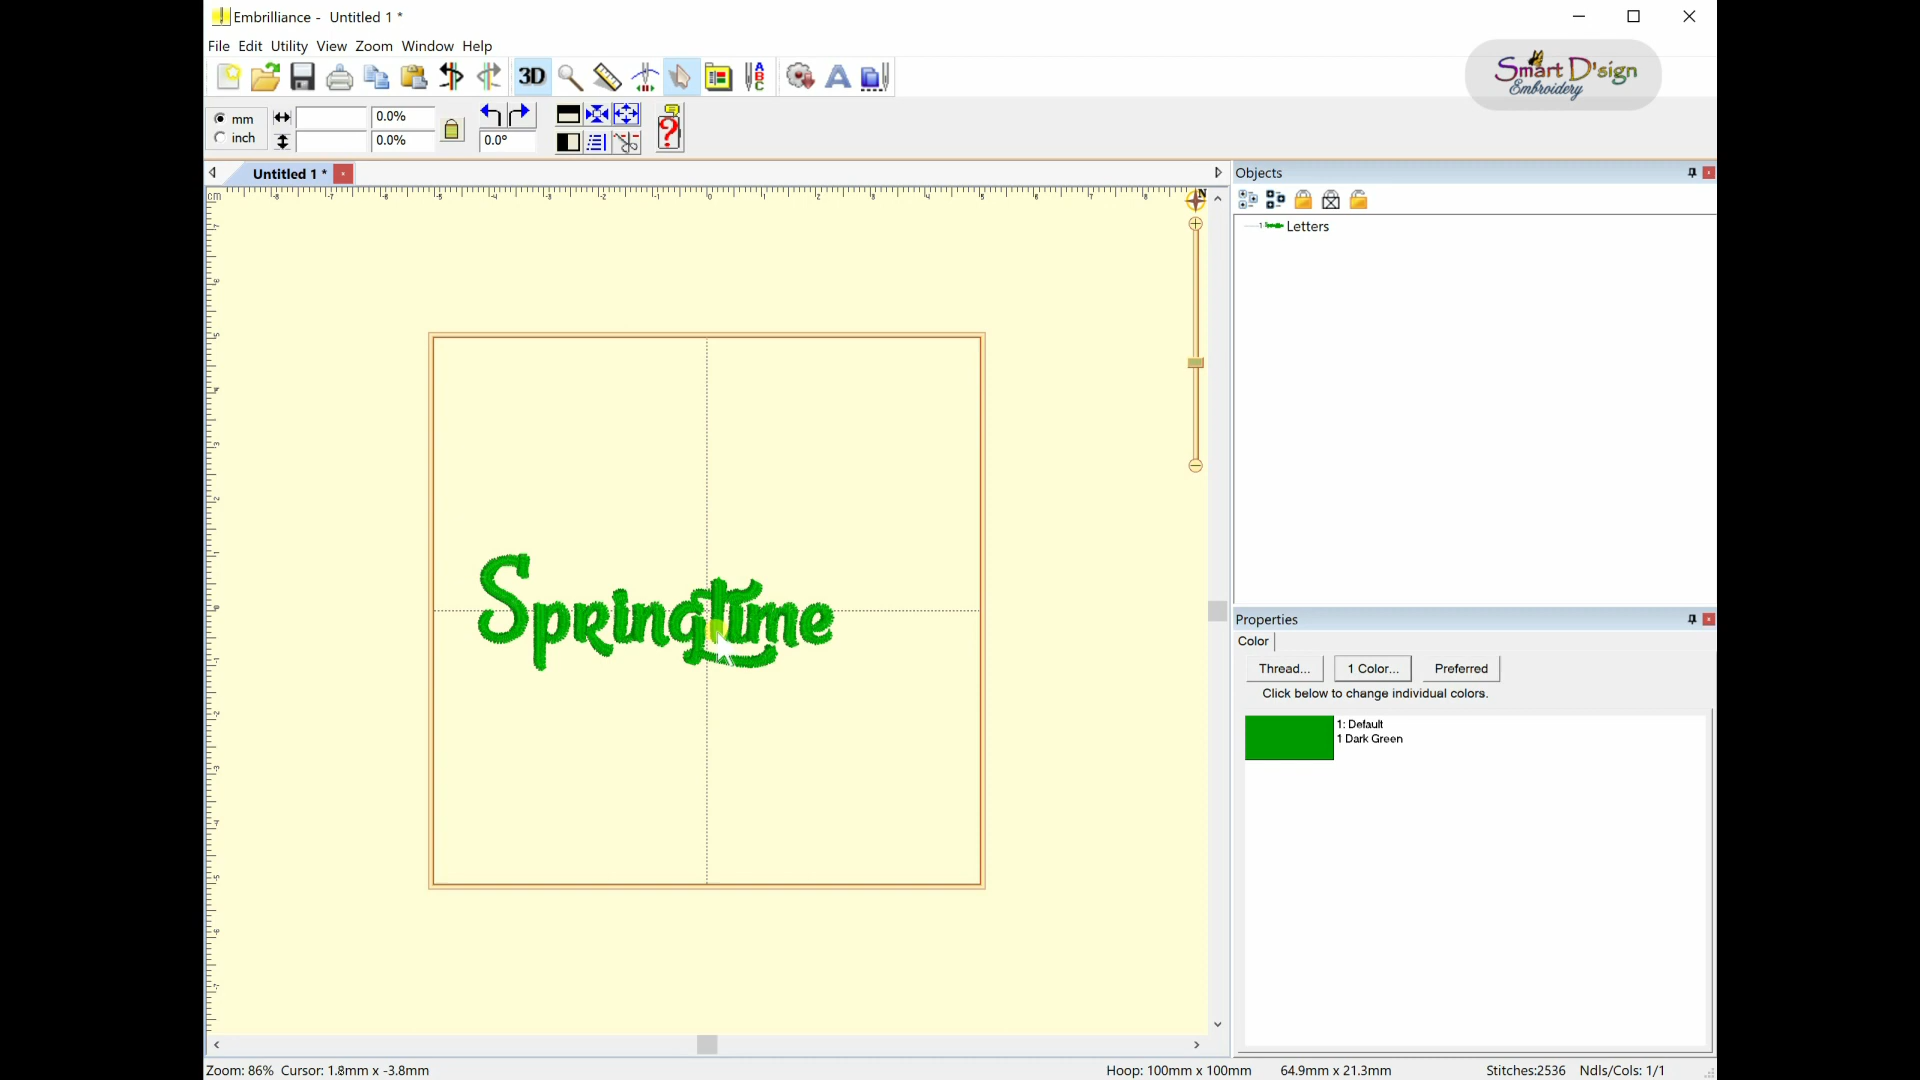 Embrilliance - Untitled 1 *
File Edit Utility View Zoom Window Help
3D
A
B
C
A
Smart D'sign
Embroidery
mm
inch
0.0%
0.0%
0.0°
?
Untitled 1 *
cm
N
Springtime
Objects
1 Letters
Properties
Color
Thread... 1 Color... Preferred
Click below to change individual colors.
1: Default
1 Dark Green
Zoom: 86% Cursor: 1.8mm x -3.8mm
Hoop: 100mm x 100mm 64.9mm x 21.3mm Stitches:2536 Ndls/Cols: 1/1